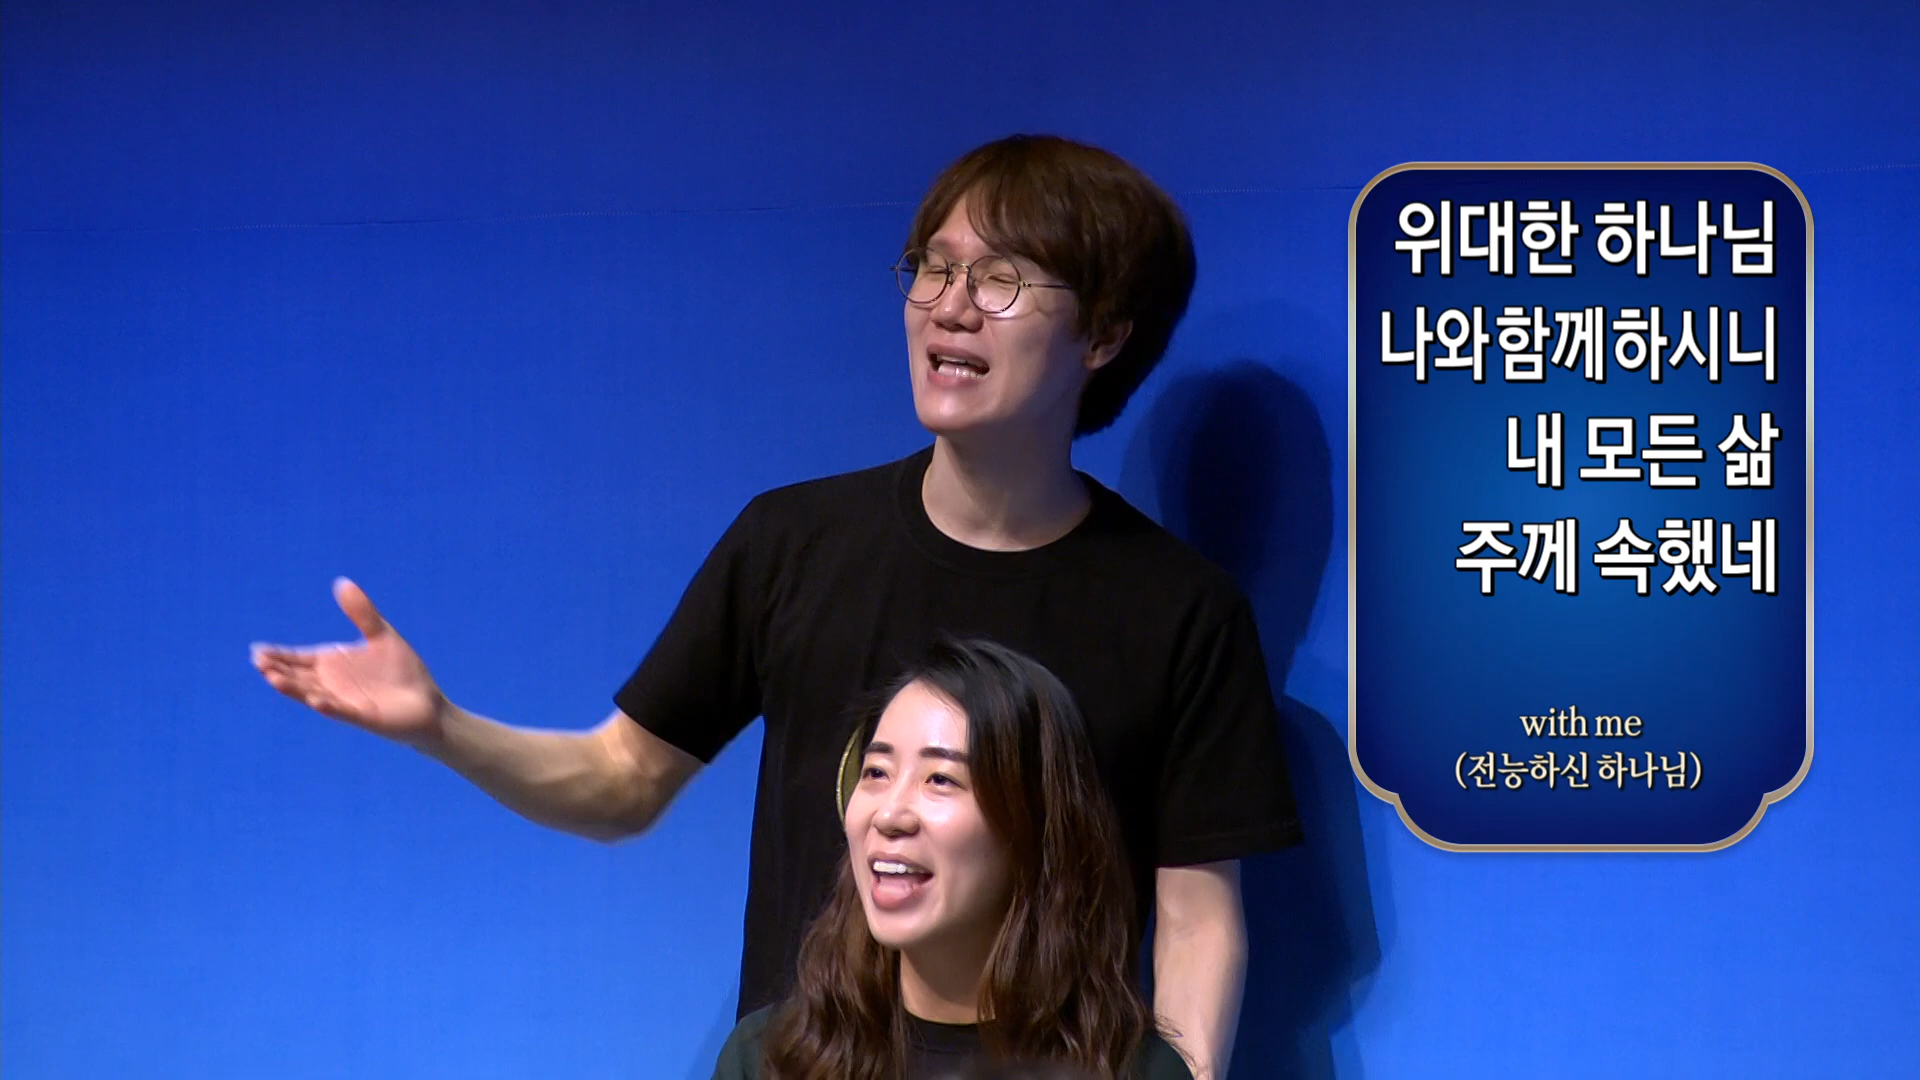 위대한 하나님
나와 함께 하시니
내 모든 삶
주께 속했네
with me
(전능하신 하나님)